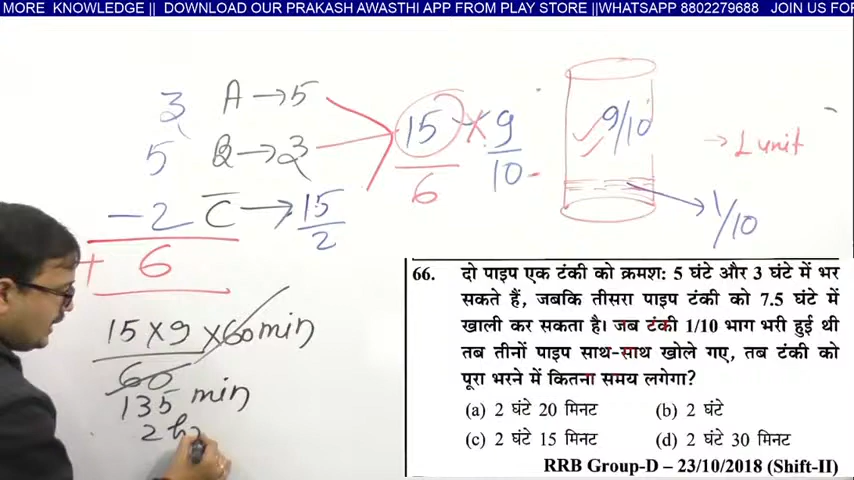 MORE KNOWLEDGE || DOWNLOAD OUR PRAKASH AWASTHI APP FROM PLAY STORE ||WHATSAPP 8802279688 JOIN US FOR
3 A → 5
5 B → 3
-2 C → 15/2
+ 6
15/6 × 9/10
9/10
→ 1 unit
1/10
15×9/60 ×60min
135 min
2 h
66. दो पाइप एक टंकी को क्रमश: 5 घंटे और 3 घंटे में भर
सकते हैं, जबकि तीसरा पाइप टंकी को 7.5 घंटे में
खाली कर सकता है। जब टंकी 1/10 भाग भरी हुई थी
तब तीनों पाइप साथ-साथ खोले गए, तब टंकी को
पूरा भरने में कितना समय लगेगा?
(a) 2 घंटे 20 मिनट (b) 2 घंटे
(c) 2 घंटे 15 मिनट (d) 2 घंटे 30 मिनट
RRB Group-D – 23/10/2018 (Shift-II)